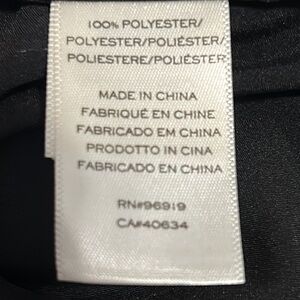 100% POLYESTER/
POLYESTER/POLIÉSTER/
POLIESTERE/POLIÉSTER
MADE IN CHINA
FABRIQUÉ EN CHINE
FABRICADO EM CHINA
PRODOTTO IN CINA
FABRICADO EN CHINA
RN#96919
CA#40634